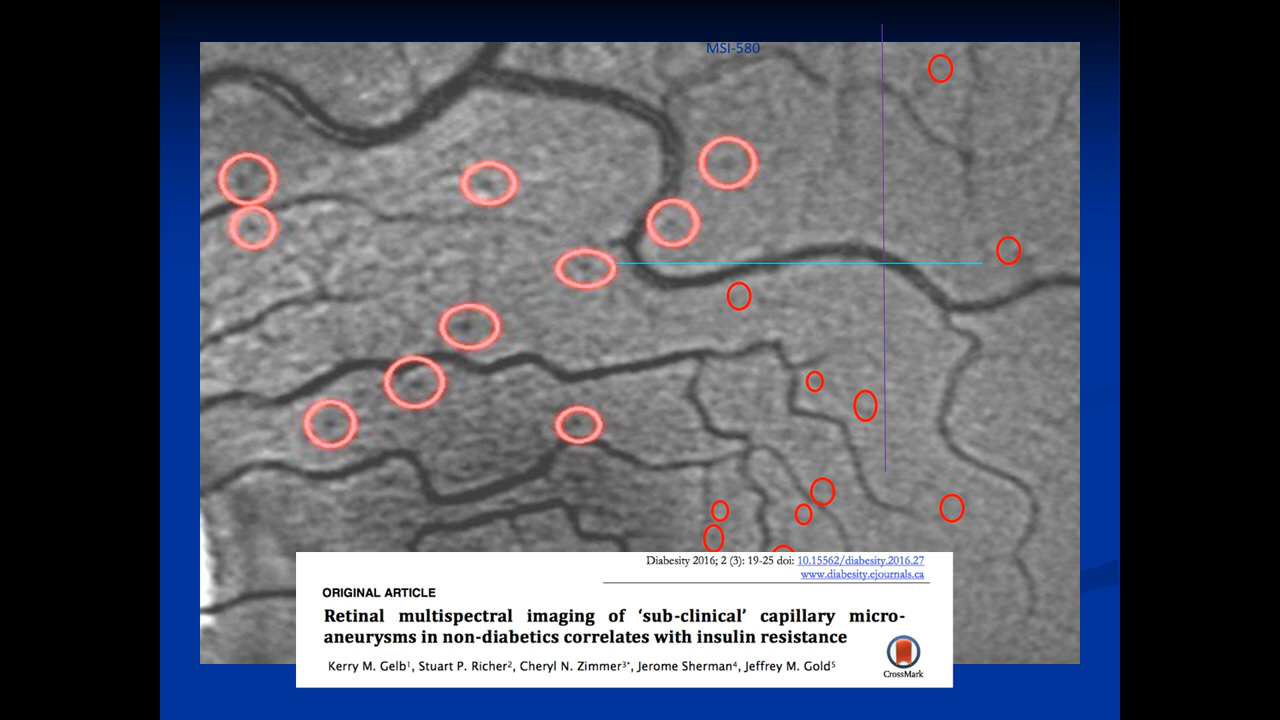 MSI-580
Diabesity 2016; 2 (3): 19-25 doi: 10.15562/diabesity.2016.27
www.diabesity.ejournals.ca
ORIGINAL ARTICLE
Retinal multispectral imaging of ‘sub-clinical’ capillary micro-
aneurysms in non-diabetics correlates with insulin resistance
Kerry M. Gelb¹, Stuart P. Richer², Cheryl N. Zimmer³*, Jerome Sherman⁴, Jeffrey M. Gold⁵
CrossMark